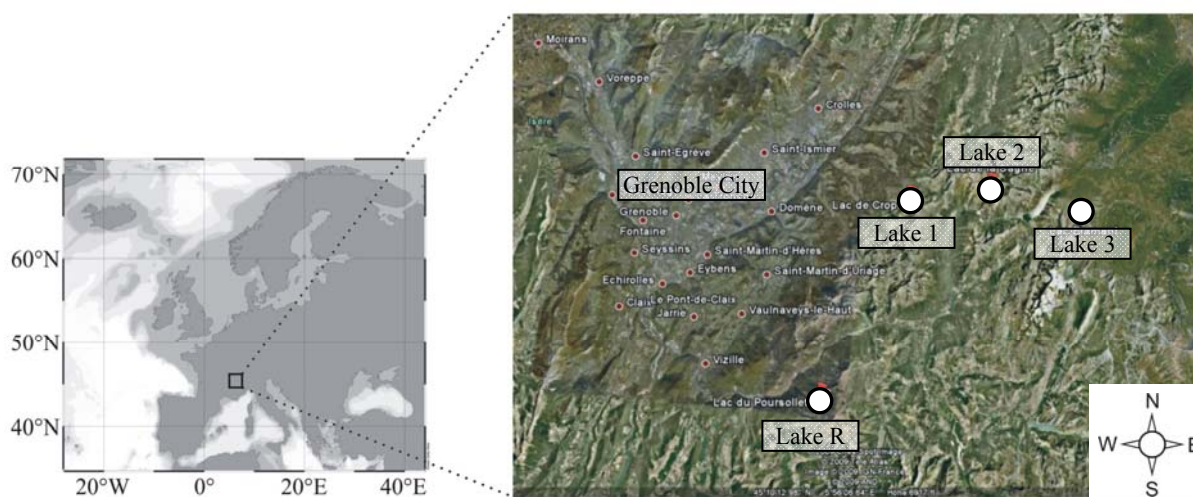 70°N
60°N
50°N
40°N
20°W
0°
20°E
40°E
Moirans
Voreppe
Crolles
Isère
Saint-Egrève
Saint-Ismier
Lake 2
Grenoble City
Grenoble
Domène
Lac de Crop
Fontaine
Lake 1
Lake 3
Seyssins
Saint-Martin-d'Hères
Eybens
Saint-Martin-d'Uriage
Echirolles
Claix
Le Pont-de-Claix
Jarrie
Vaulnaveys-le-Haut
Vizille
Lac du Poursollet
Lake R
N
W
E
S